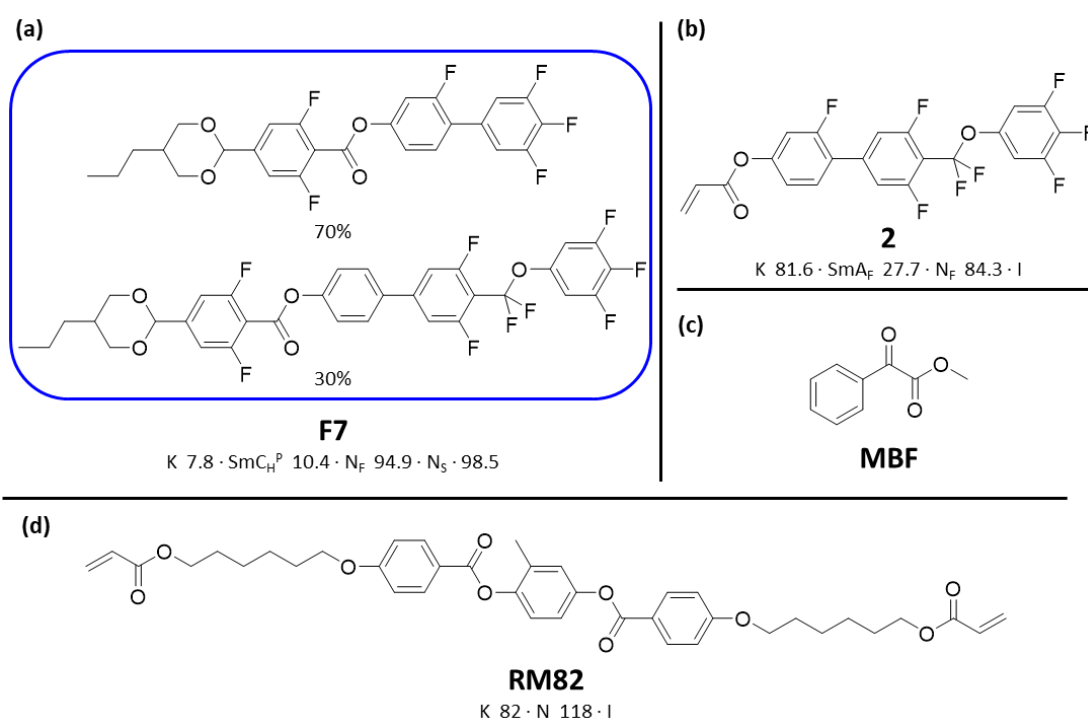 (a)
F
F
F
F
F
F
O
O
O
O
70%
F
F
F
F
F
F
F
F
F
O
O
O
O
O
30%
F7
K 7.8 · SmC_H^P 10.4 · N_F 94.9 · N_S · 98.5
(b)
F
F
F
F
F
F
F
F
O
O
O
2
K 81.6 · SmA_F 27.7 · N_F 84.3 · I
(c)
O
O
O
MBF
(d)
O
O
O
O
O
O
O
O
O
O
RM82
K 82 · N 118 · I